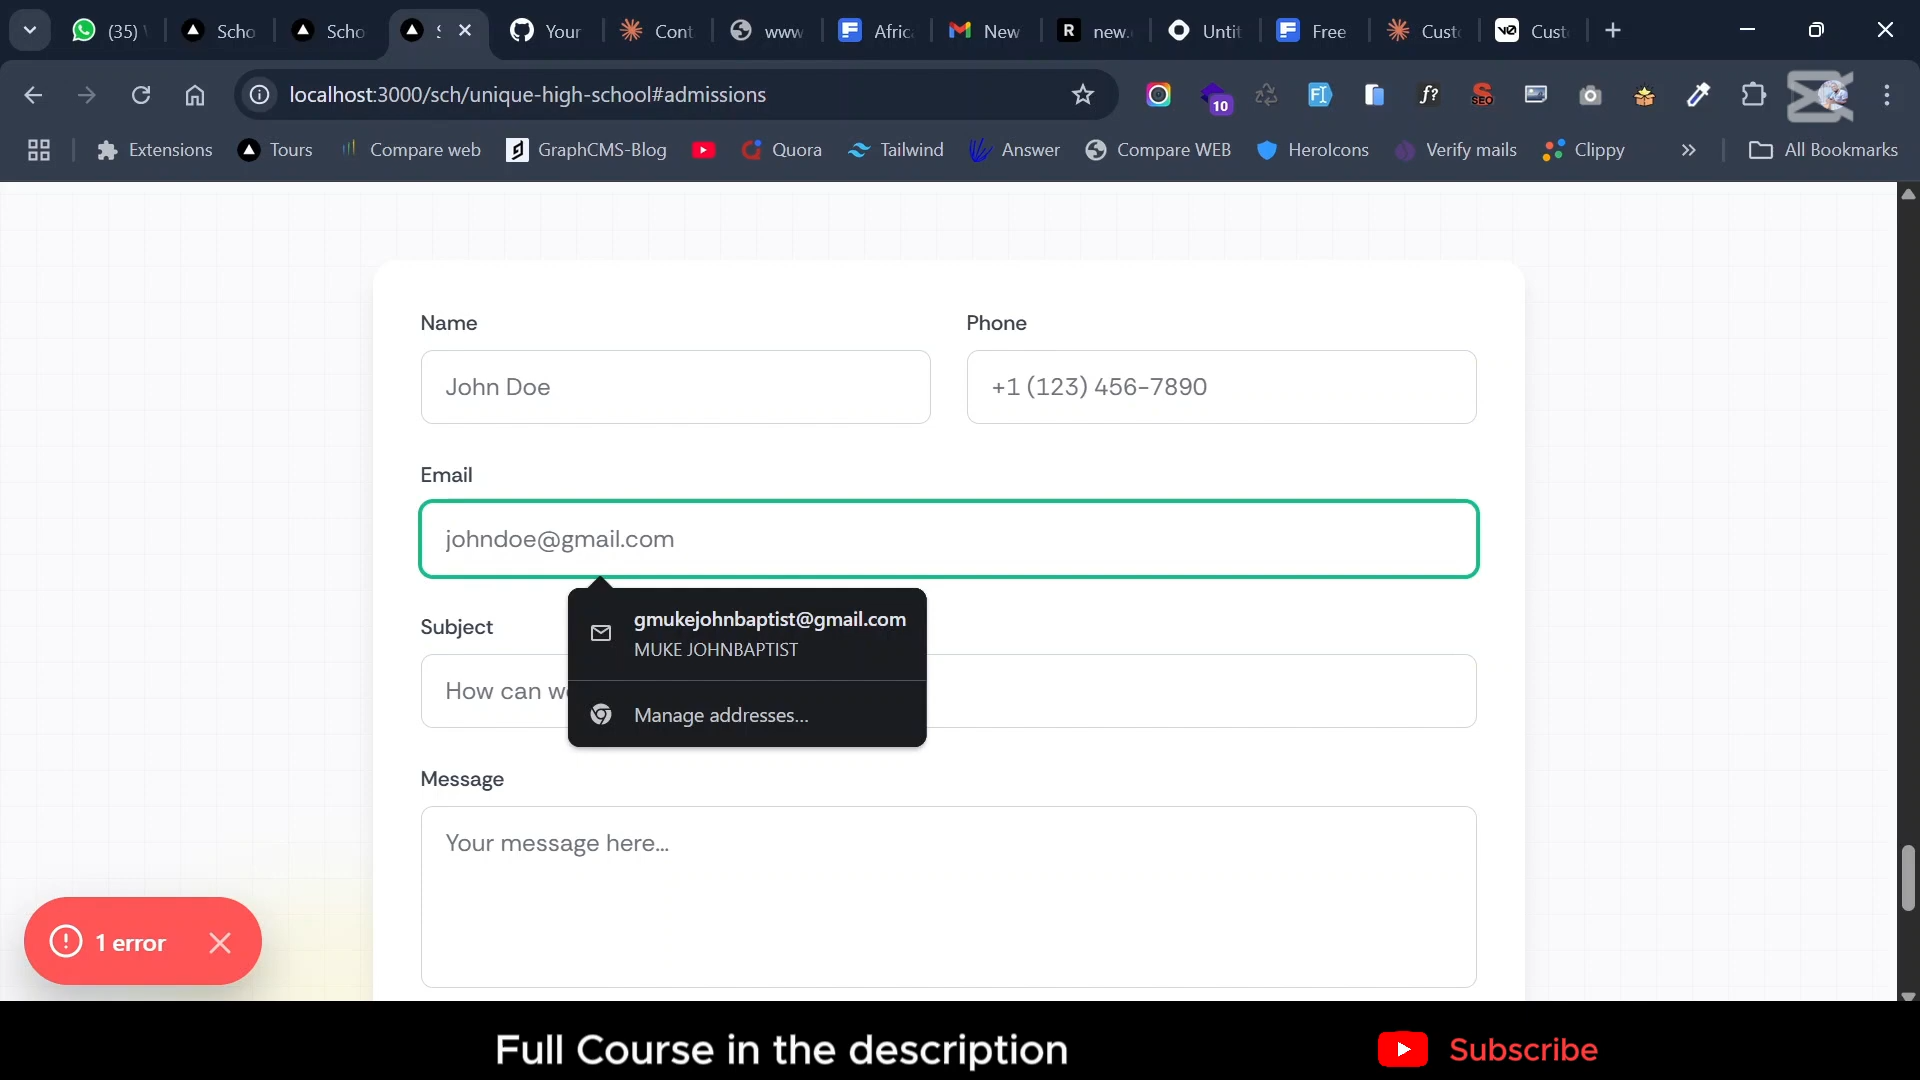 (35)
Scho
Scho
S
Your
Cont
www
Afric
New
new.
Untit
Free
Cust
Cust
localhost:3000/sch/unique-high-school#admissions
10
f?
SEO
Extensions
Tours
Compare web
GraphCMS-Blog
Quora
Tailwind
Answer
Compare WEB
HeroIcons
Verify mails
Clippy
All Bookmarks
Name
Phone
John Doe
+1 (123) 456-7890
Email
johndoe@gmail.com
gmukejohnbaptist@gmail.com
MUKE JOHNBAPTIST
Subject
How can we
Manage addresses...
Message
Your message here...
1 error
Full Course in the description
Subscribe